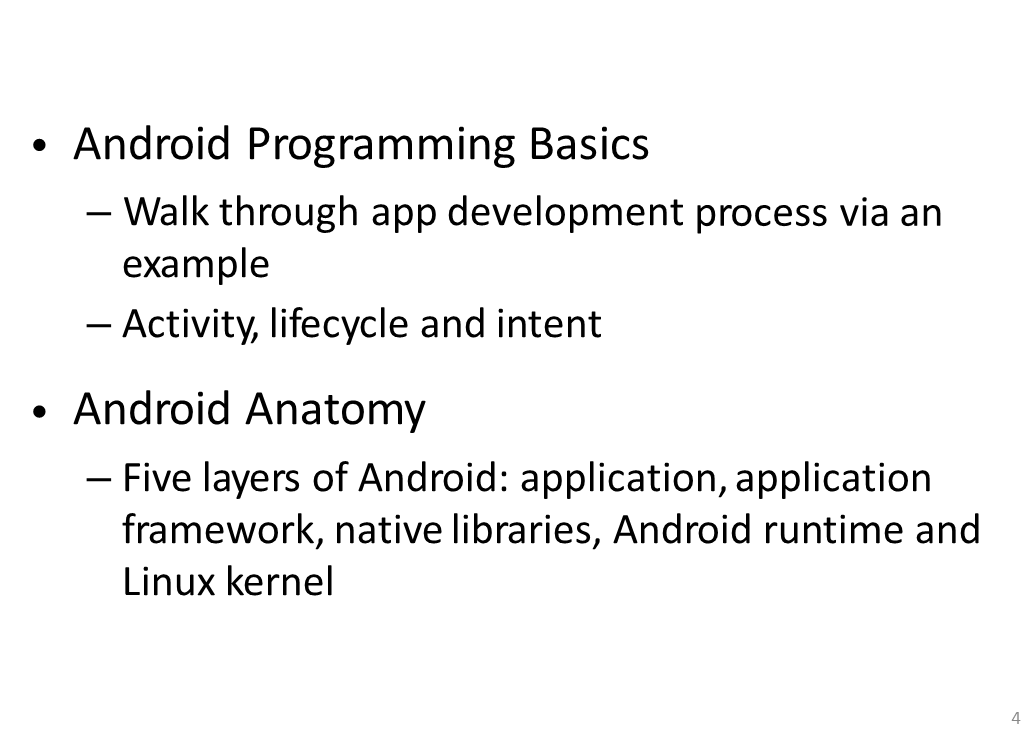 • Android Programming Basics
– Walk through app development process via an
example
– Activity, lifecycle and intent
• Android Anatomy
– Five layers of Android: application, application
framework, native libraries, Android runtime and
Linux kernel
4